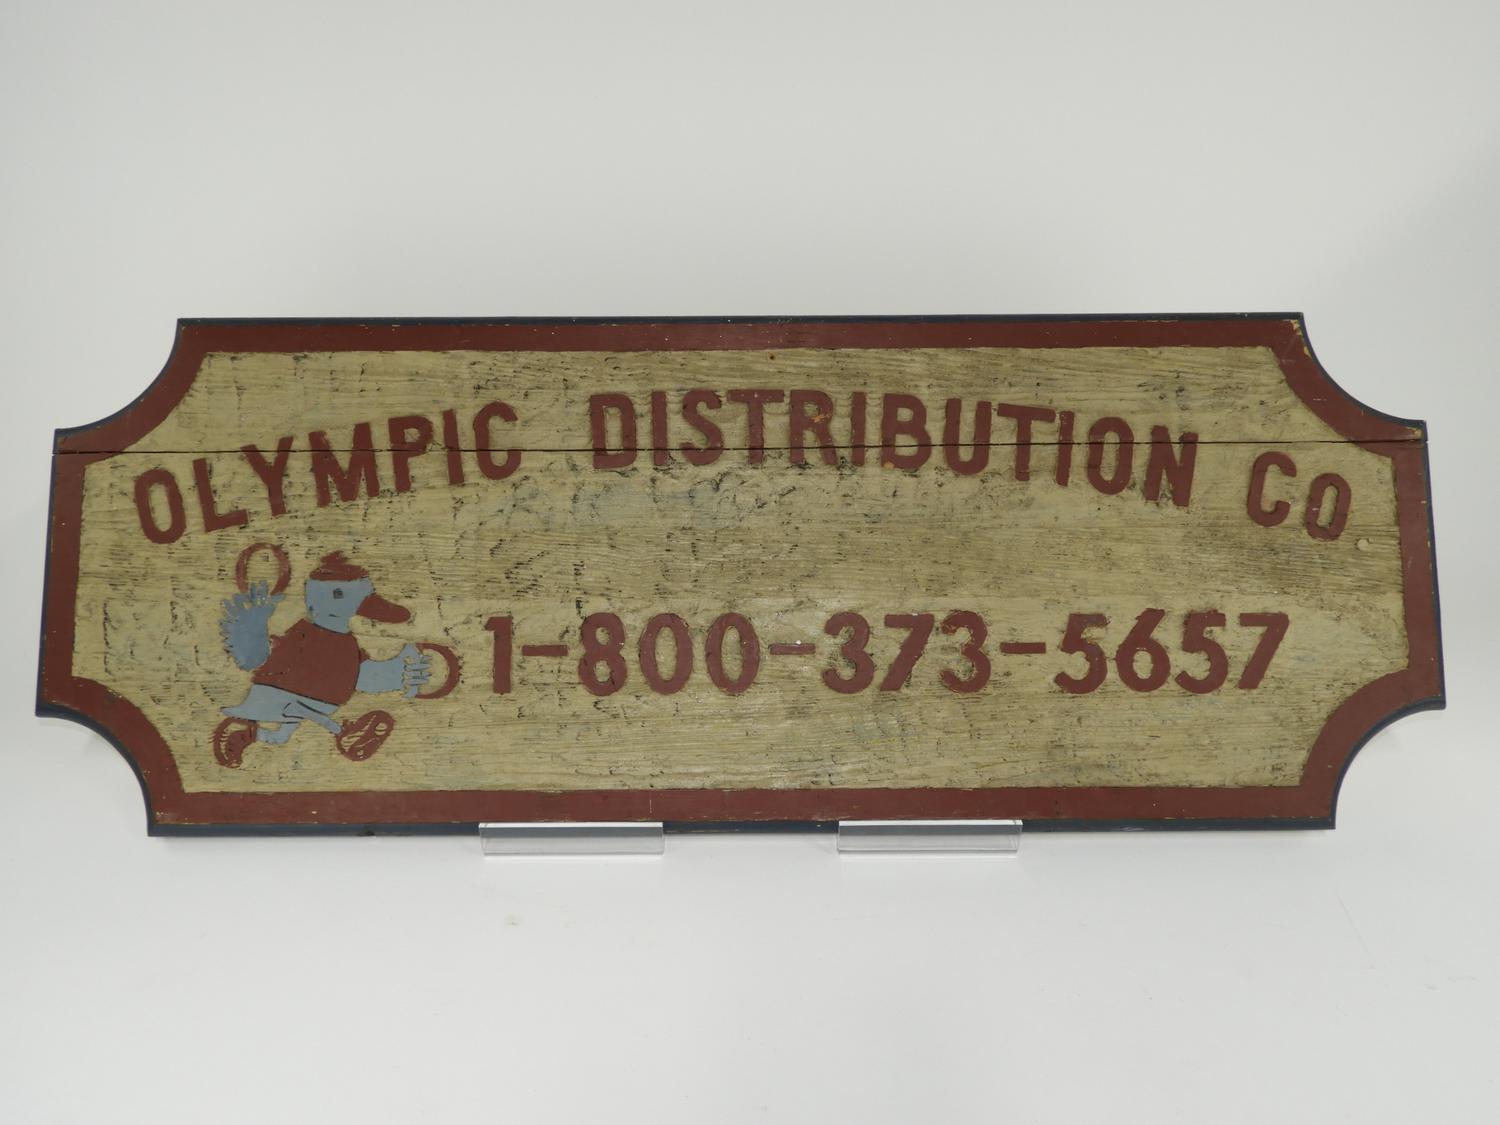 OLYMPIC DISTRIBUTION CO
1-800-373-5657